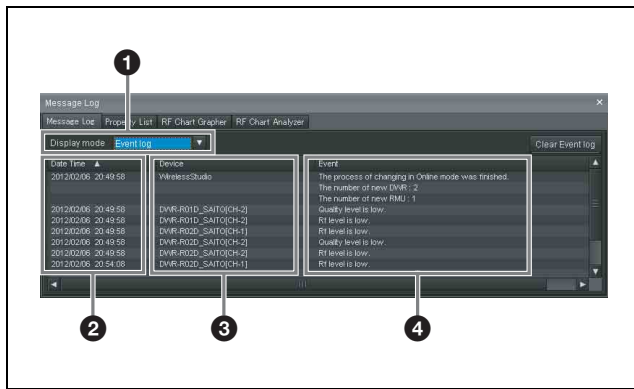 1
Message Log ×
Message Log Property List RF Chart Grapher RF Chart Analyzer
Display mode Event log ▼ Clear Event log
Date Time ▲ Device Event
2012/02/06 20:49:58 WirelessStudio The process of changing in Online mode was finished.
The number of new DWR : 2
The number of new RMU : 1
2012/02/06 20:49:58 DWR-R01D_SAITO[CH-2] Quality level is low.
2012/02/06 20:49:58 DWR-R01D_SAITO[CH-2] Rf level is low.
2012/02/06 20:49:58 DWR-R02D_SAITO[CH-1] Rf level is low.
2012/02/06 20:49:58 DWR-R02D_SAITO[CH-2] Quality level is low.
2012/02/06 20:49:58 DWR-R02D_SAITO[CH-2] Rf level is low.
2012/02/06 20:54:08 DWR-R02D_SAITO[CH-1] Rf level is low.
2 3 4